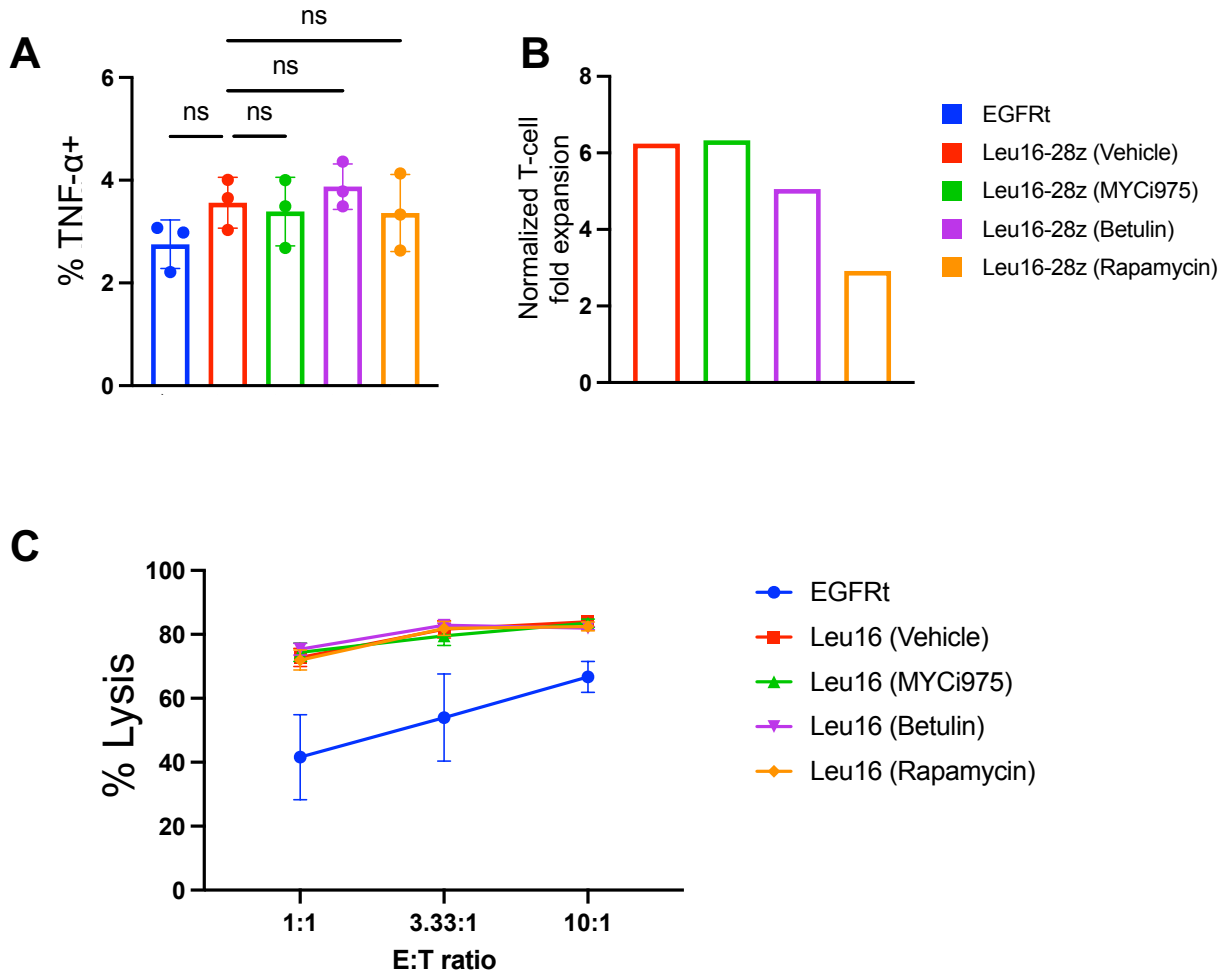 A
ns
ns
ns
ns
% TNF-α+
6
4
2
0
B
Normalized T-cell
fold expansion
8
6
4
2
0
EGFRt
Leu16-28z (Vehicle)
Leu16-28z (MYCi975)
Leu16-28z (Betulin)
Leu16-28z (Rapamycin)
C
% Lysis
100
80
60
40
20
0
1:1
3.33:1
10:1
E:T ratio
EGFRt
Leu16 (Vehicle)
Leu16 (MYCi975)
Leu16 (Betulin)
Leu16 (Rapamycin)